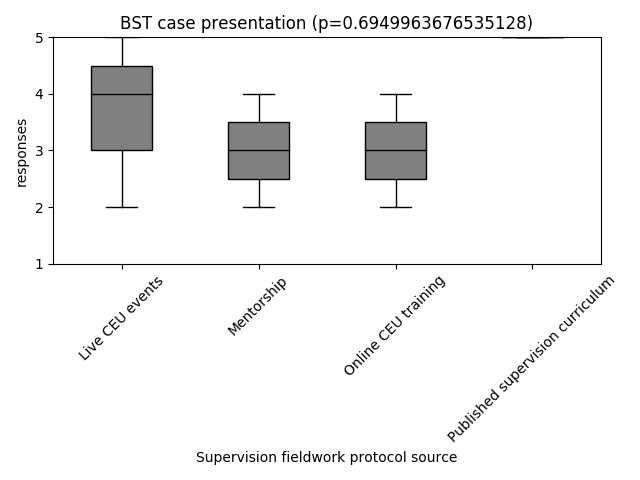 BST case presentation (p=0.6949963676535128)
5
4
3
2
1
responses
Live CEU events
Mentorship
Online CEU training
Published supervision curriculum
Supervision fieldwork protocol source